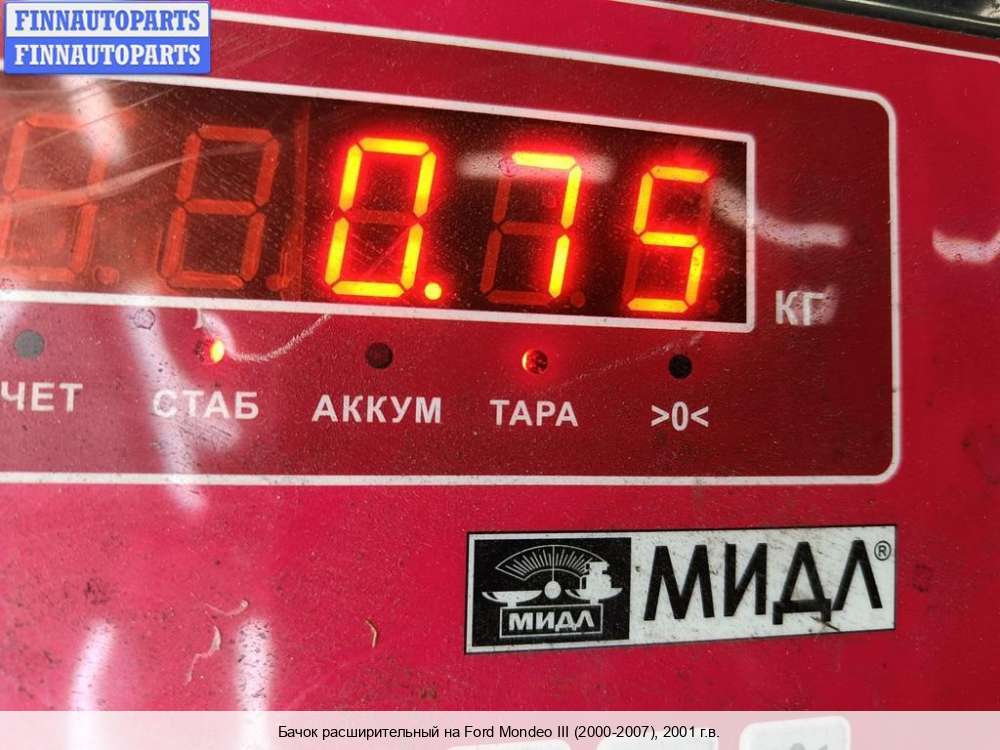 FINNAUTOPARTS
FINNAUTOPARTS
0.75
КГ
ЧЕТ СТАБ АККУМ ТАРА >0<
МИДЛ МИДЛ®
Бачок расширительный на Ford Mondeo III (2000-2007), 2001 г.в.